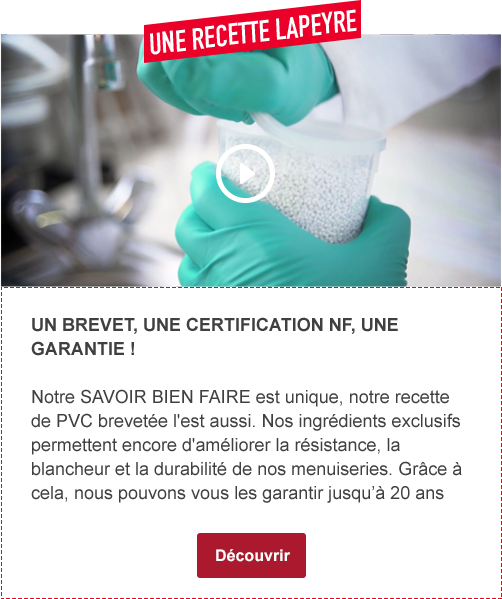 UNE RECETTE LAPEYRE
UN BREVET, UNE CERTIFICATION NF, UNE
GARANTIE !
Notre SAVOIR BIEN FAIRE est unique, notre recette
de PVC brevetée l'est aussi. Nos ingrédients exclusifs
permettent encore d'améliorer la résistance, la
blancheur et la durabilité de nos menuiseries. Grâce à
cela, nous pouvons vous les garantir jusqu’à 20 ans
Découvrir